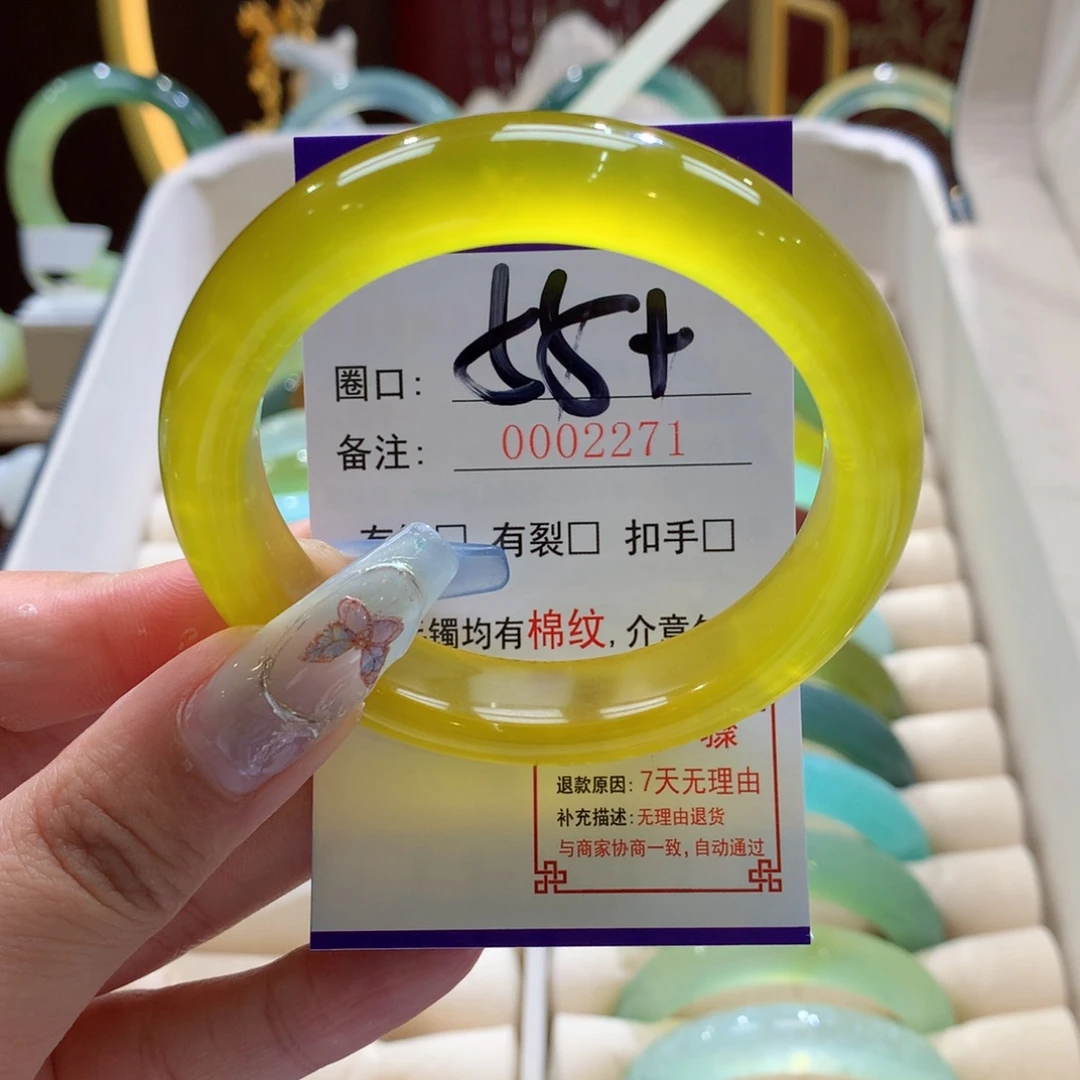 圈口: 58+
备注: 0002271
有裂□ 扣手□
镯均有棉纹, 介意
骤
退款原因: 7天无理由
补充描述: 无理由退货
与商家协商一致, 自动通过